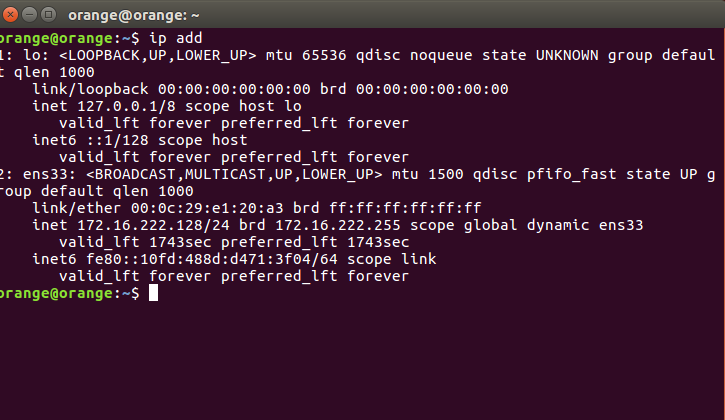 orange@orange: ~
orange@orange:~$ ip add
1: lo: <LOOPBACK,UP,LOWER_UP> mtu 65536 qdisc noqueue state UNKNOWN group defaul
t qlen 1000
link/loopback 00:00:00:00:00:00 brd 00:00:00:00:00:00
inet 127.0.0.1/8 scope host lo
valid_lft forever preferred_lft forever
inet6 ::1/128 scope host
valid_lft forever preferred_lft forever
2: ens33: <BROADCAST,MULTICAST,UP,LOWER_UP> mtu 1500 qdisc pfifo_fast state UP g
roup default qlen 1000
link/ether 00:0c:29:e1:20:a3 brd ff:ff:ff:ff:ff:ff
inet 172.16.222.128/24 brd 172.16.222.255 scope global dynamic ens33
valid_lft 1743sec preferred_lft 1743sec
inet6 fe80::10fd:488d:d471:3f04/64 scope link
valid_lft forever preferred_lft forever
orange@orange:~$